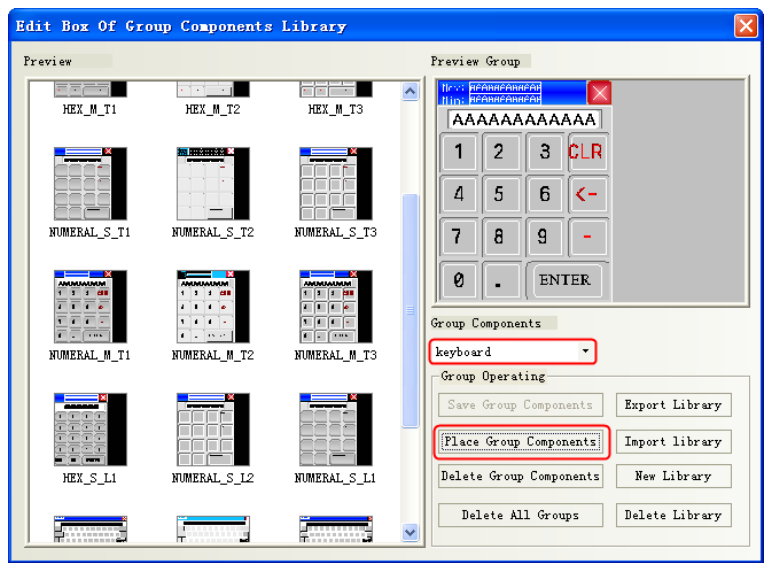 Edit Box Of Group Components Library
Preview
HEX_M_T1 HEX_M_T2 HEX_M_T3
NUMERAL_S_T1 NUMERAL_S_T2 NUMERAL_S_T3
NUMERAL_M_T1 NUMERAL_M_T2 NUMERAL_M_T3
HEX_S_L1 NUMERAL_S_L2 NUMERAL_S_L1
Preview Group
AAAAAAAAAAA
1 2 3 CLR
4 5 6 <-
7 8 9 -
0 . ENTER
Group Components
keyboard
Group Operating
Save Group Components Export Library
Place Group Components Import library
Delete Group Components New Library
Delete All Groups Delete Library